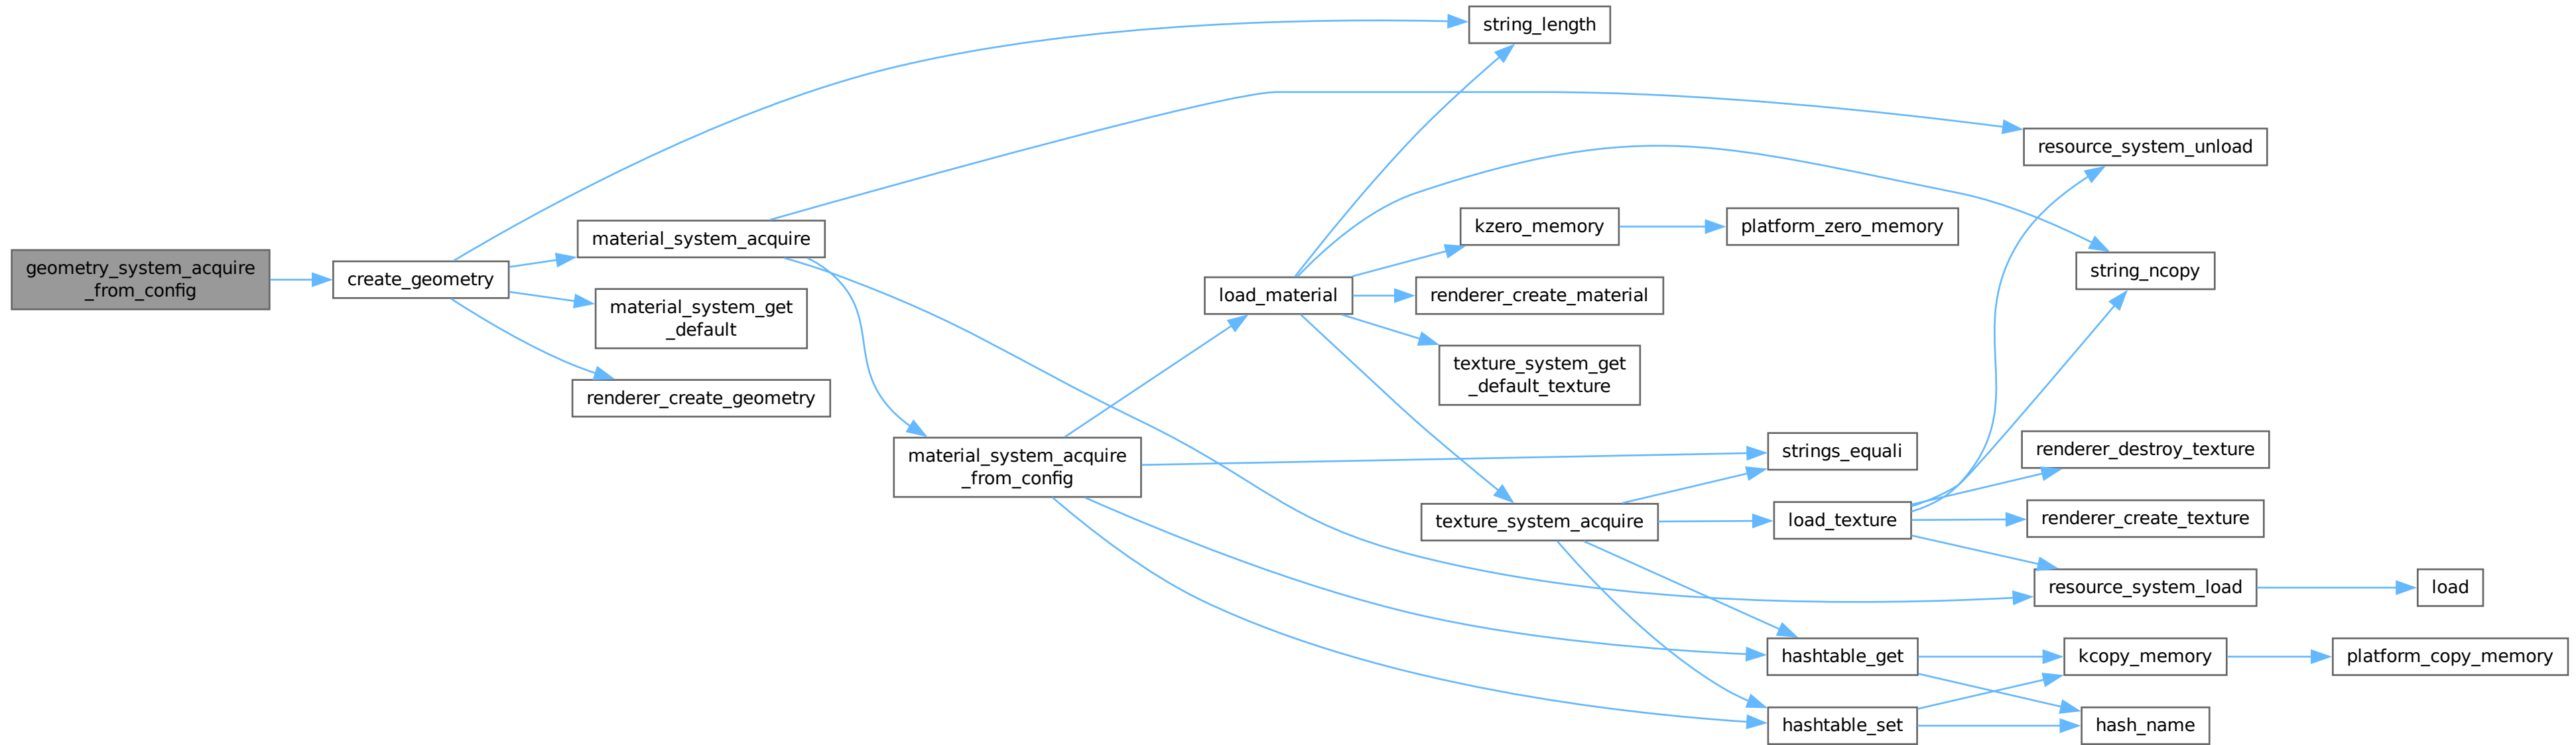 geometry_system_acquire
_from_config
create_geometry
string_length
material_system_acquire
material_system_get
_default
renderer_create_geometry
material_system_acquire
_from_config
load_material
kzero_memory
platform_zero_memory
renderer_create_material
texture_system_get
_default_texture
texture_system_acquire
strings_equali
load_texture
resource_system_unload
string_ncopy
renderer_destroy_texture
renderer_create_texture
resource_system_load
load
hashtable_get
hashtable_set
kcopy_memory
platform_copy_memory
hash_name